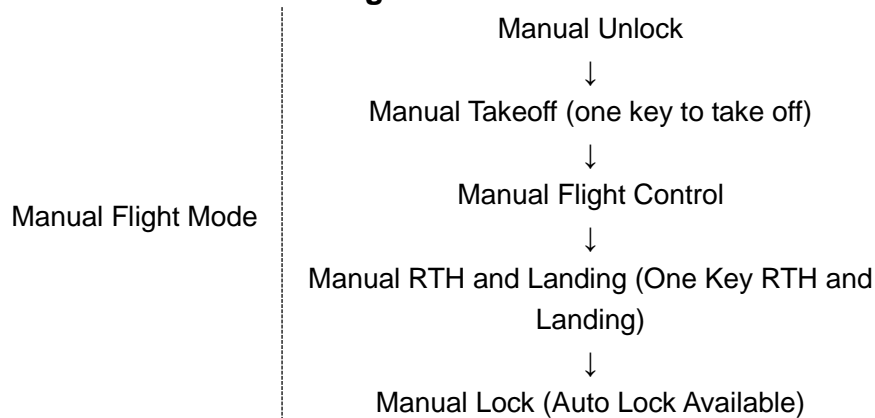 Manual Unlock
↓
Manual Takeoff (one key to take off)
↓
Manual Flight Control
Manual Flight Mode
↓
Manual RTH and Landing (One Key RTH and
Landing)
↓
Manual Lock (Auto Lock Available)